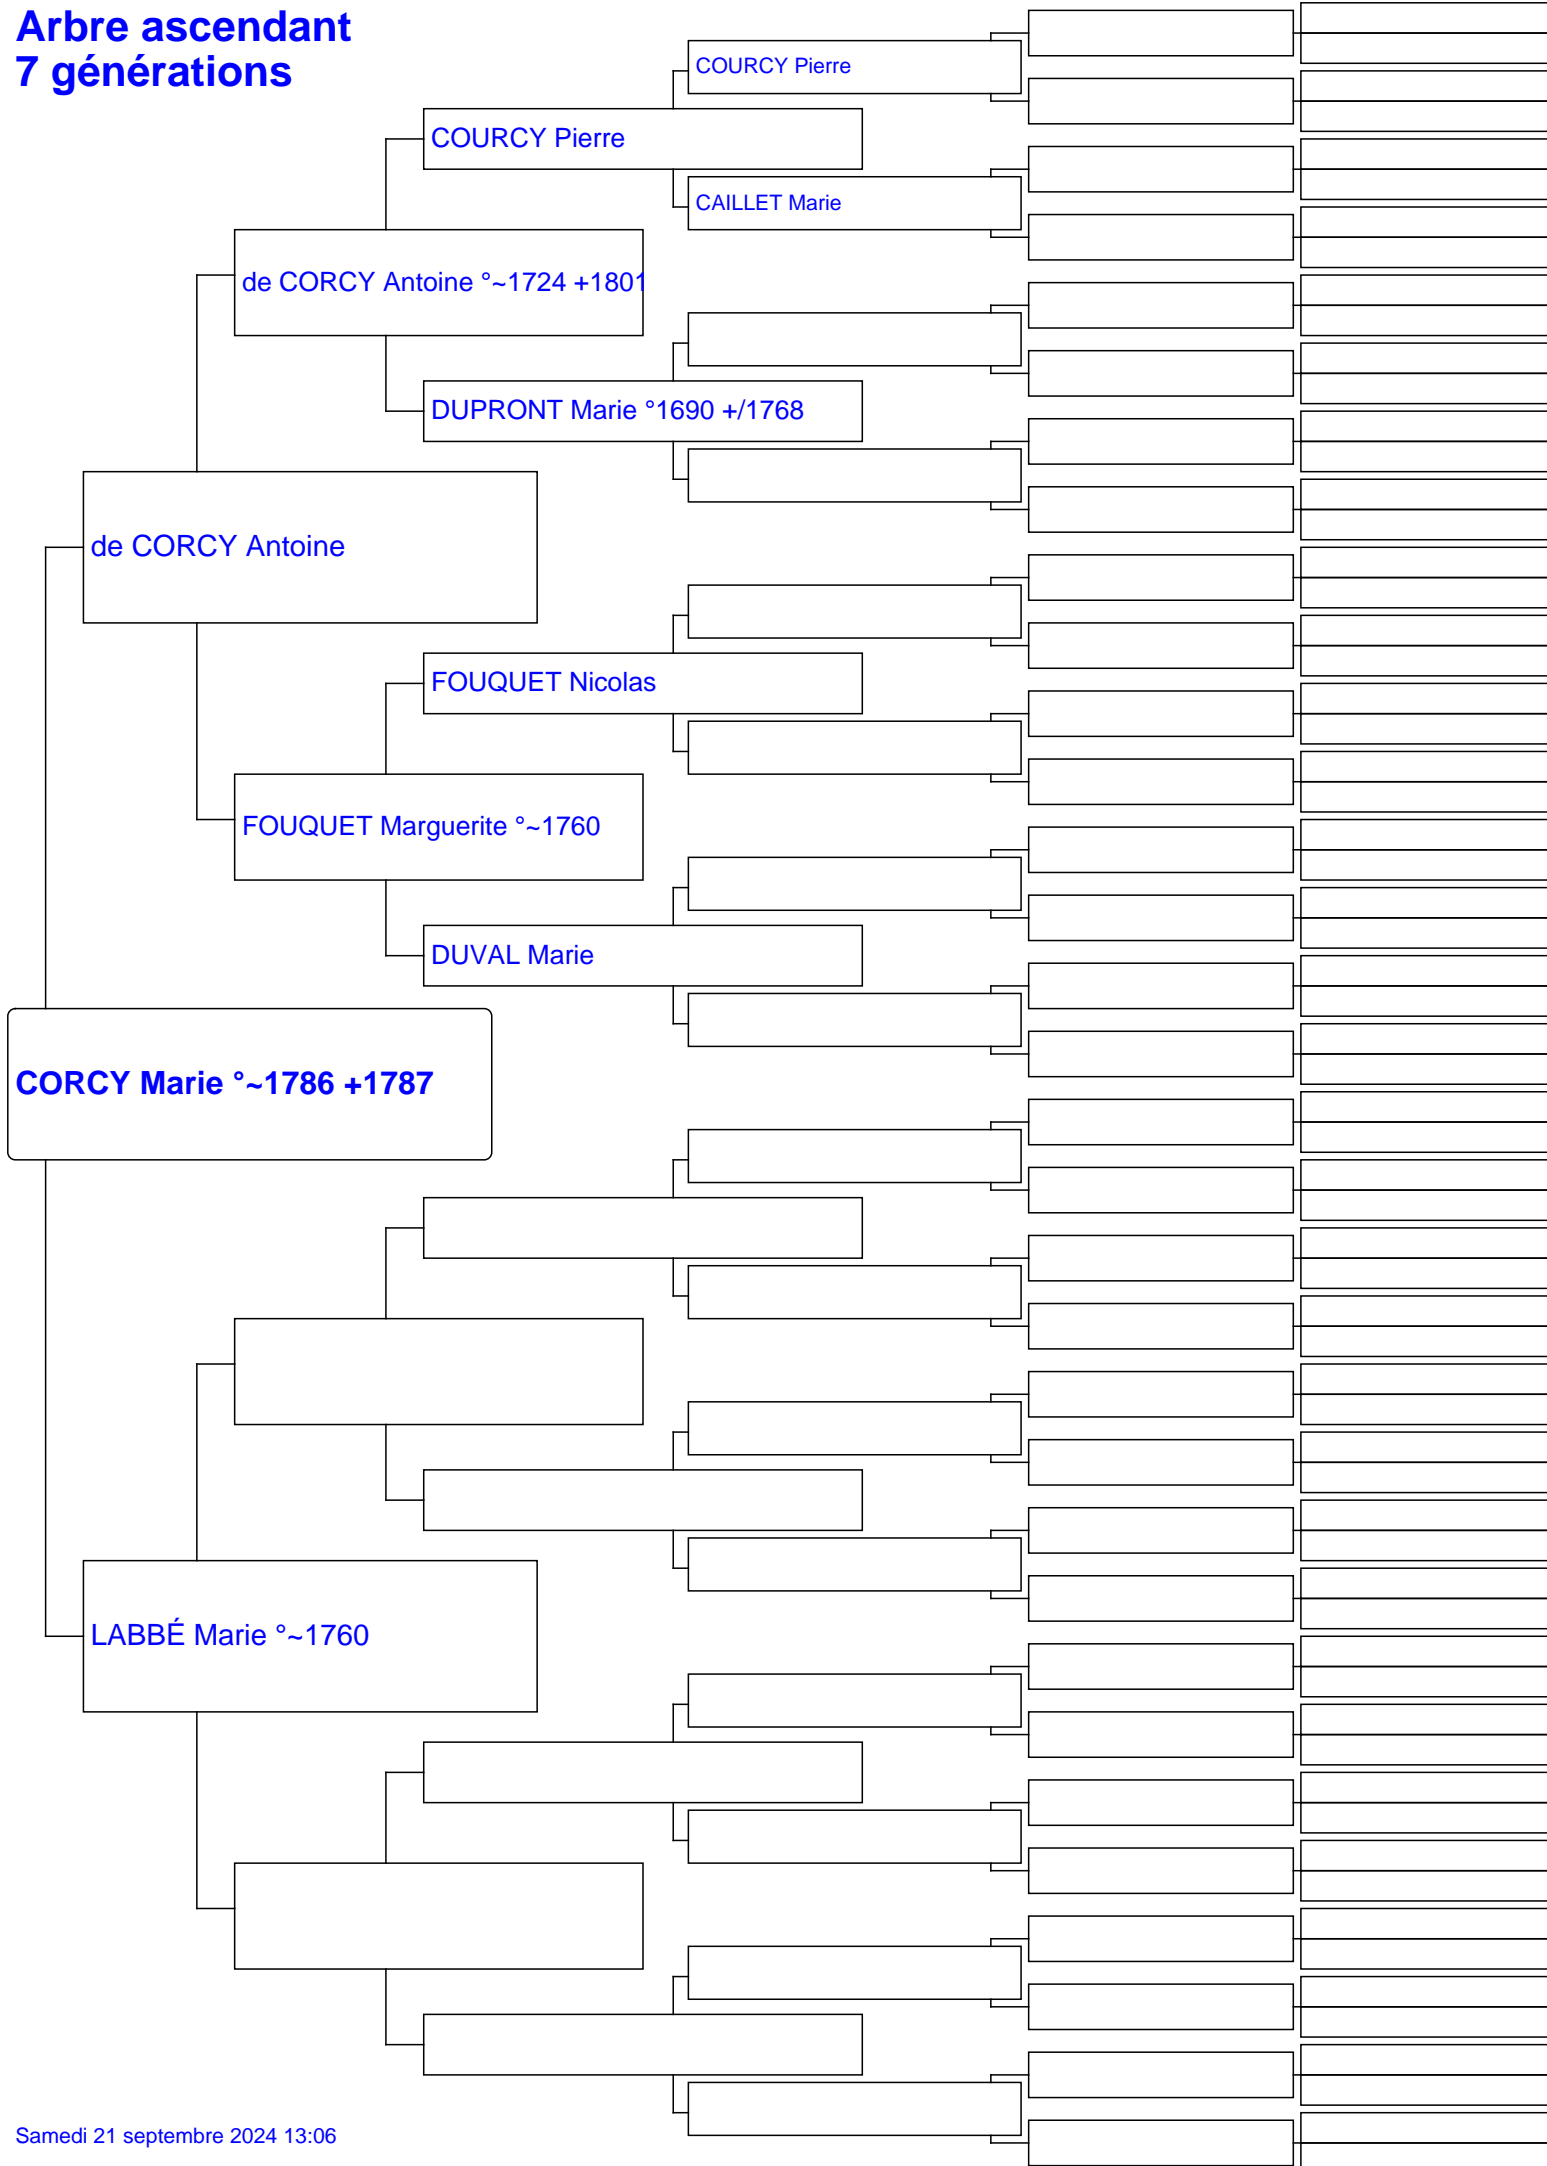 Arbre ascendant
7 générations
COURCY Pierre
COURCY Pierre
CAILLET Marie
de CORCY Antoine °~1724 +1801
DUPRONT Marie °1690 +/1768
de CORCY Antoine
FOUQUET Nicolas
FOUQUET Marguerite °~1760
DUVAL Marie
CORCY Marie °~1786 +1787
LABBÉ Marie °~1760
Samedi 21 septembre 2024 13:06